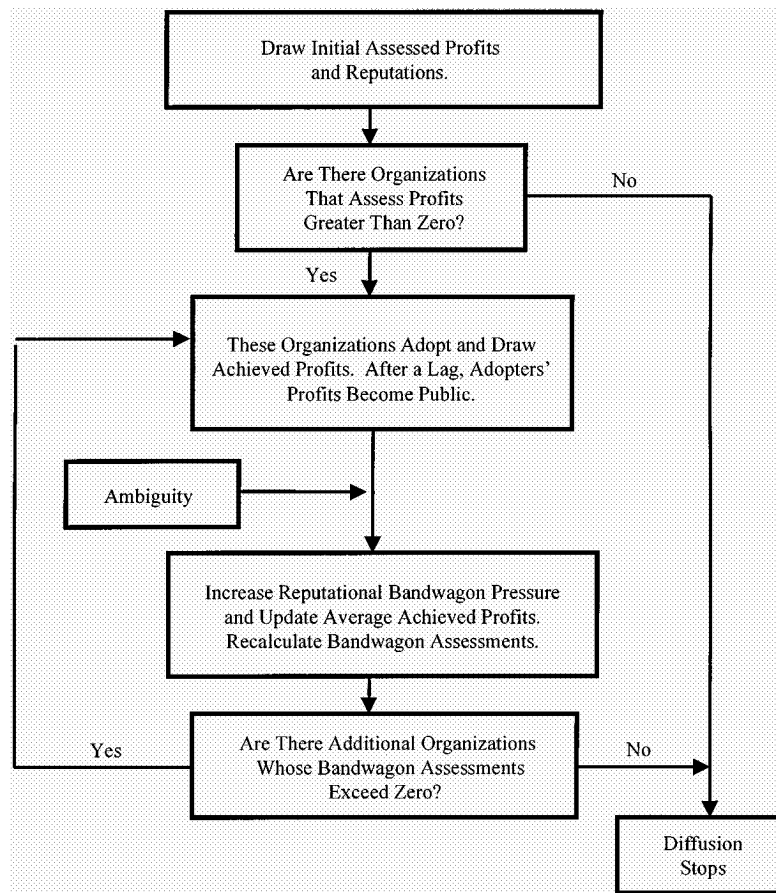 Draw Initial Assessed Profits
and Reputations.
Are There Organizations
That Assess Profits
Greater Than Zero?
No
Yes
These Organizations Adopt and Draw
Achieved Profits. After a Lag, Adopters’
Profits Become Public.
Ambiguity
Increase Reputational Bandwagon Pressure
and Update Average Achieved Profits.
Recalculate Bandwagon Assessments.
Yes
Are There Additional Organizations
Whose Bandwagon Assessments
Exceed Zero?
No
Diffusion
Stops